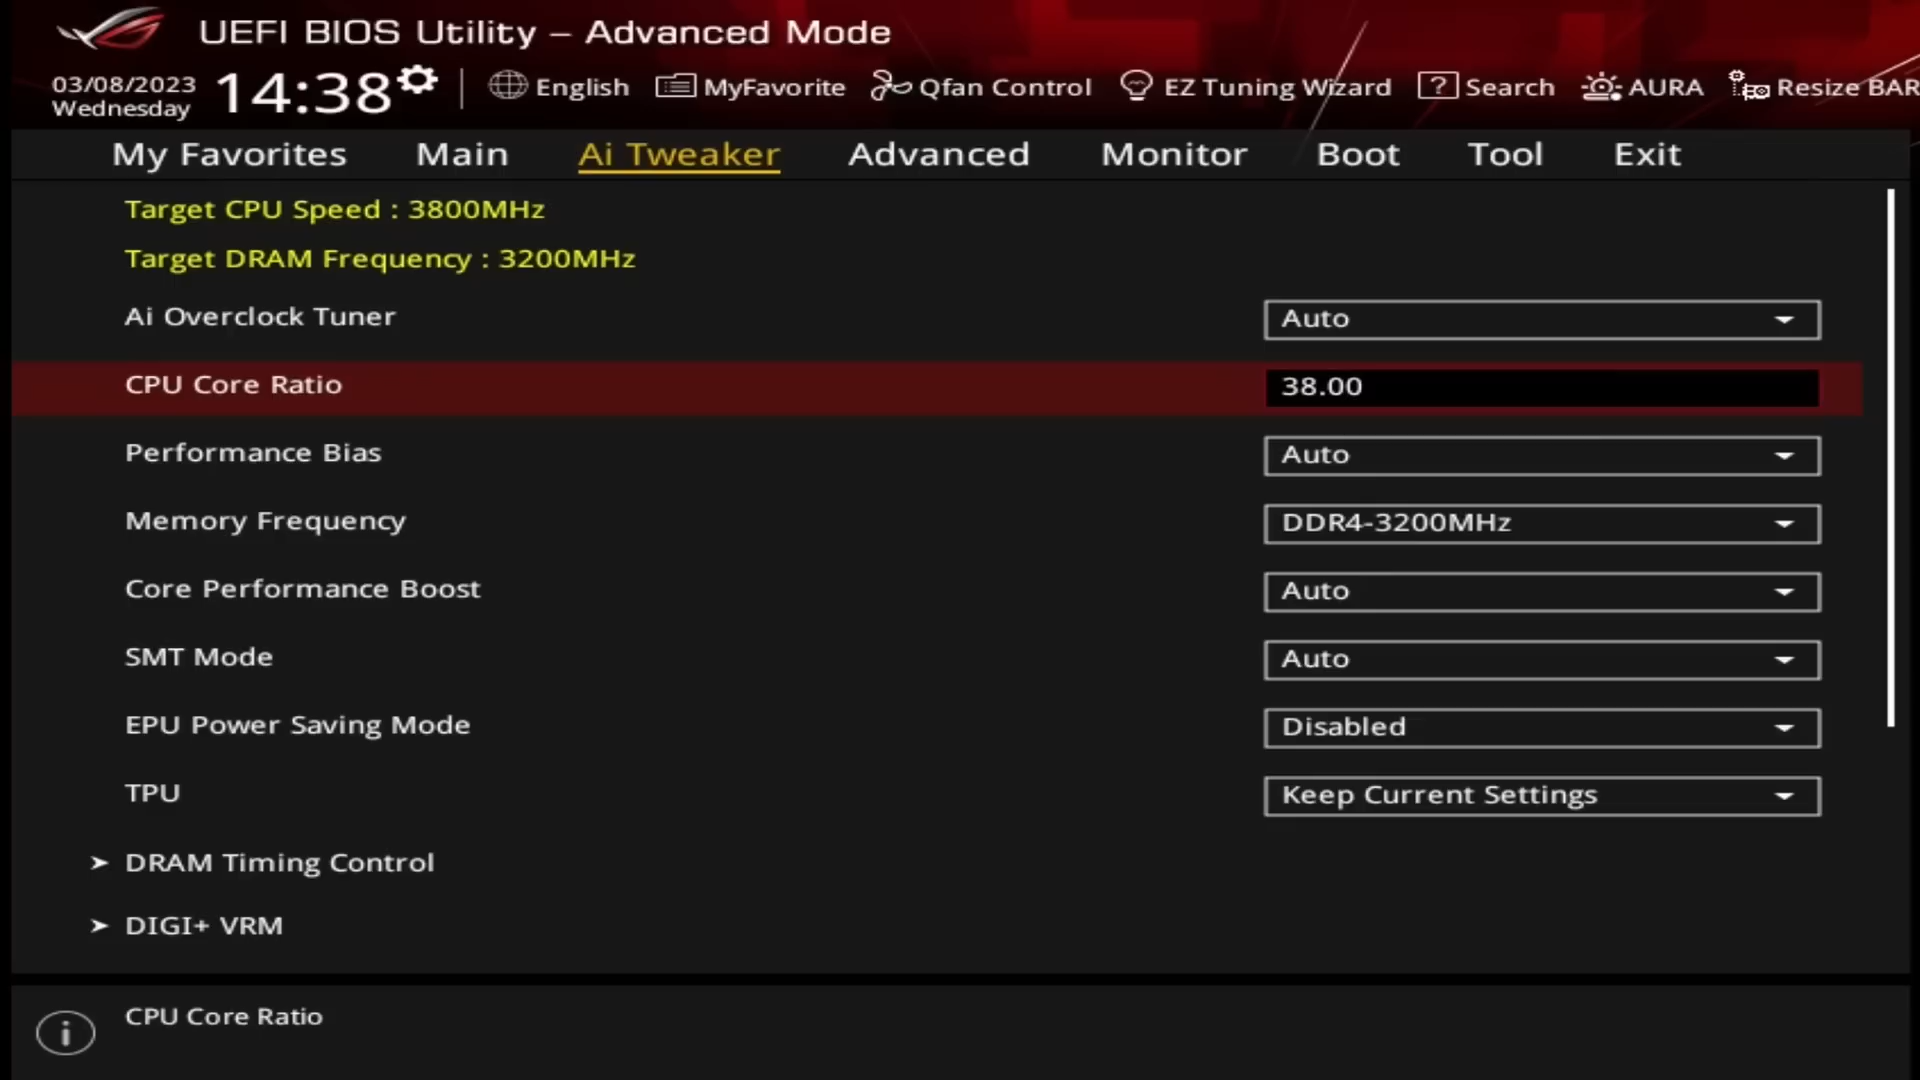 UEFI BIOS Utility – Advanced Mode
03/08/2023
Wednesday
14:38
English
MyFavorite
Qfan Control
EZ Tuning Wizard
? Search
AURA
Resize BAR
My Favorites
Main
Ai Tweaker
Advanced
Monitor
Boot
Tool
Exit
Target CPU Speed : 3800MHz
Target DRAM Frequency : 3200MHz
Ai Overclock Tuner
Auto
CPU Core Ratio
38.00
Performance Bias
Auto
Memory Frequency
DDR4-3200MHz
Core Performance Boost
Auto
SMT Mode
Auto
EPU Power Saving Mode
Disabled
TPU
Keep Current Settings
DRAM Timing Control
DIGI+ VRM
i
CPU Core Ratio